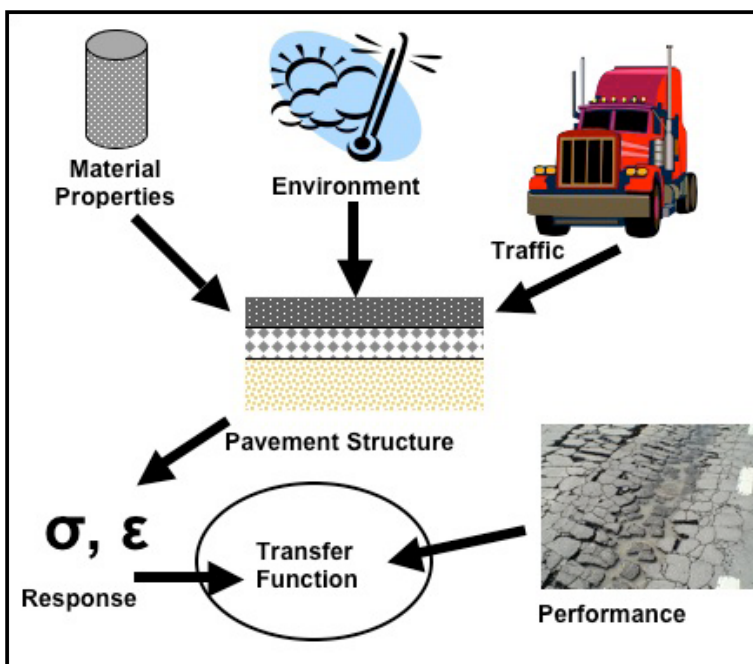 Material
Properties
Environment
Traffic
Pavement Structure
σ, ε
Response
Transfer
Function
Performance